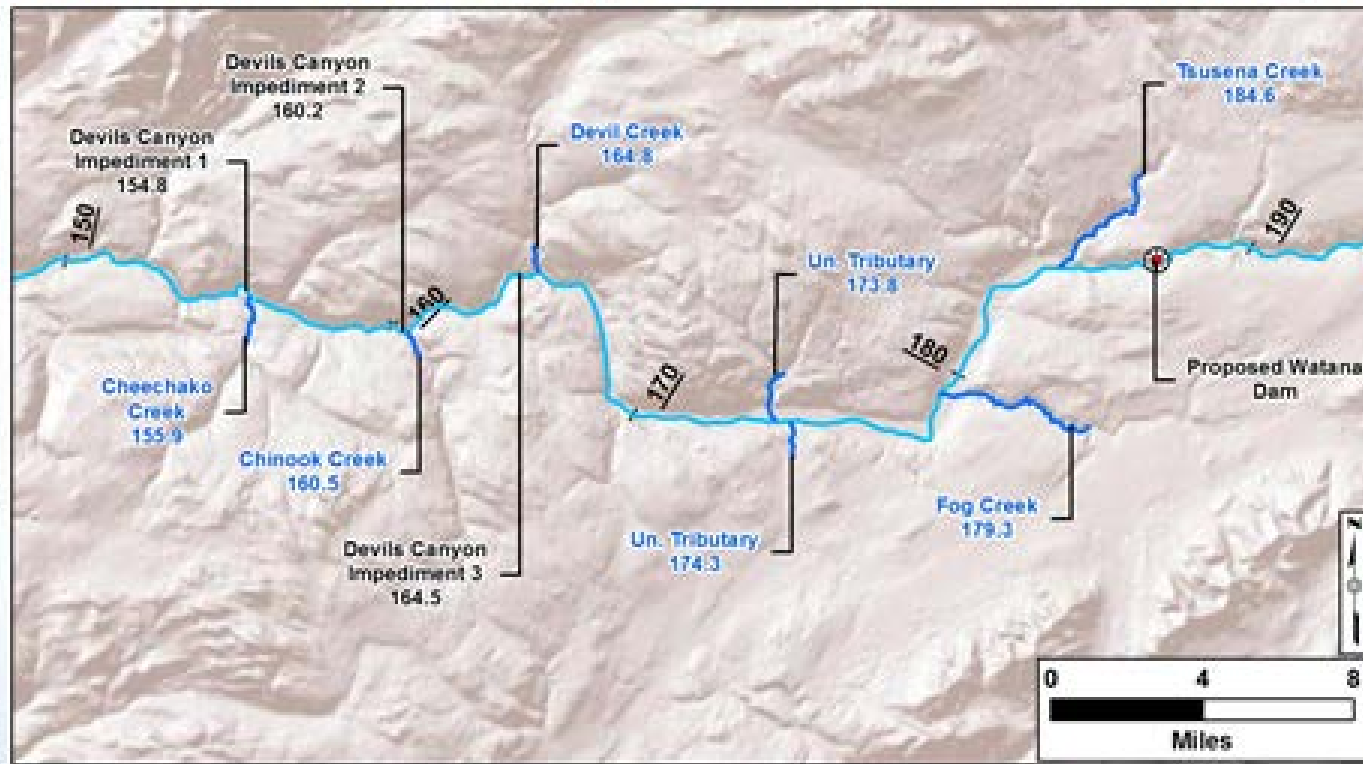 Devils Canyon
Impediment 2
160.2
Tsusena Creek
184.6
Devils Canyon
Impediment 1
154.8
Devil Creek
164.8
150
190
Un. Tributary
173.8
160
180
170
Proposed Watana
Dam
Cheechako
Creek
155.9
Chinook Creek
160.5
Fog Creek
179.3
Un. Tributary
174.3
Devils Canyon
Impediment 3
164.5
N
0 4 8
Miles